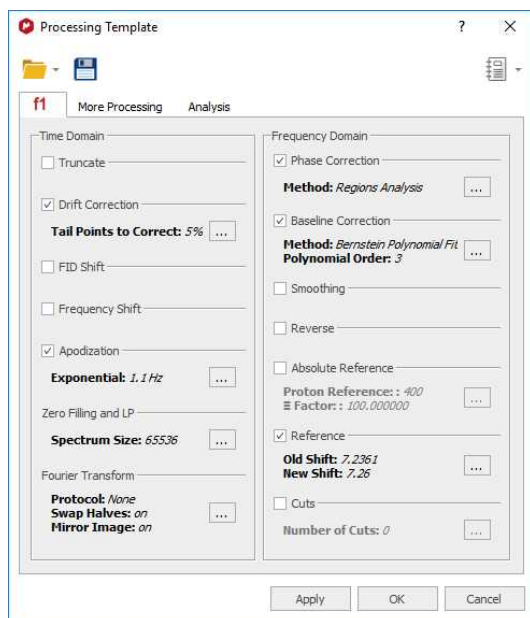 Processing Template
?
f1
More Processing
Analysis
Time Domain
Truncate
Drift Correction
Tail Points to Correct: 5%
...
FID Shift
Frequency Shift
Apodization
Exponential: 1.1 Hz
...
Zero Filling and LP
Spectrum Size: 65536
...
Fourier Transform
Protocol: None
Swap Halves: on
Mirror Image: on
...
Frequency Domain
Phase Correction
Method: Regions Analysis
...
Baseline Correction
Method: Bernstein Polynomial Fit
Polynomial Order: 3
...
Smoothing
Reverse
Absolute Reference
Proton Reference: : 400
Ξ Factor: : 100.000000
...
Reference
Old Shift: 7.2361
New Shift: 7.26
...
Cuts
Number of Cuts: 0
...
Apply
OK
Cancel